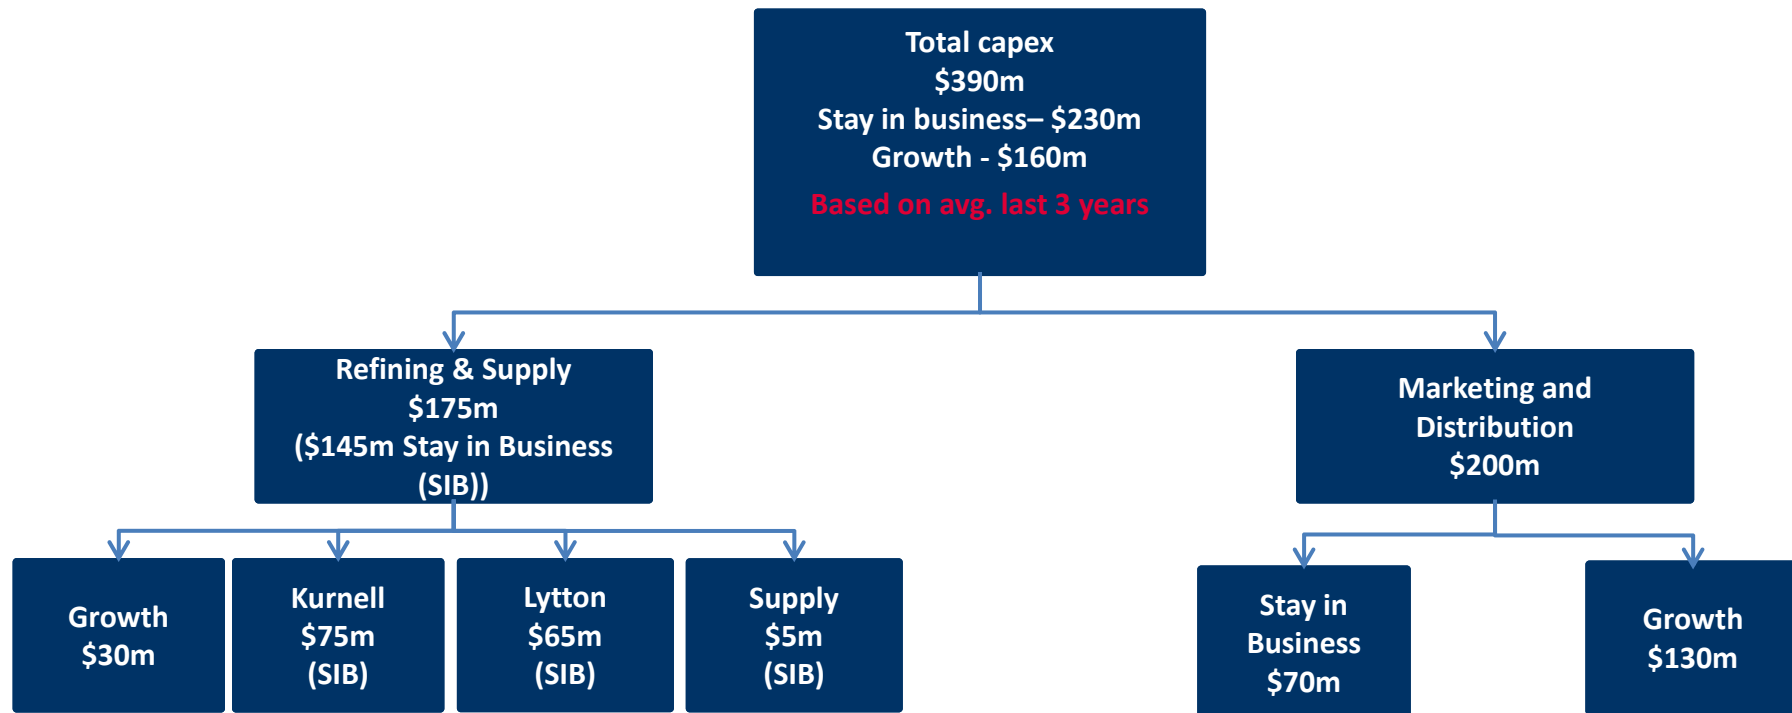 Total capex
$390m
Stay in business– $230m
Growth - $160m
Based on avg. last 3 years
Refining & Supply
$175m
($145m Stay in Business
(SIB))
Marketing and
Distribution
$200m
Growth
$30m
Kurnell
$75m
(SIB)
Lytton
$65m
(SIB)
Supply
$5m
(SIB)
Stay in
Business
$70m
Growth
$130m